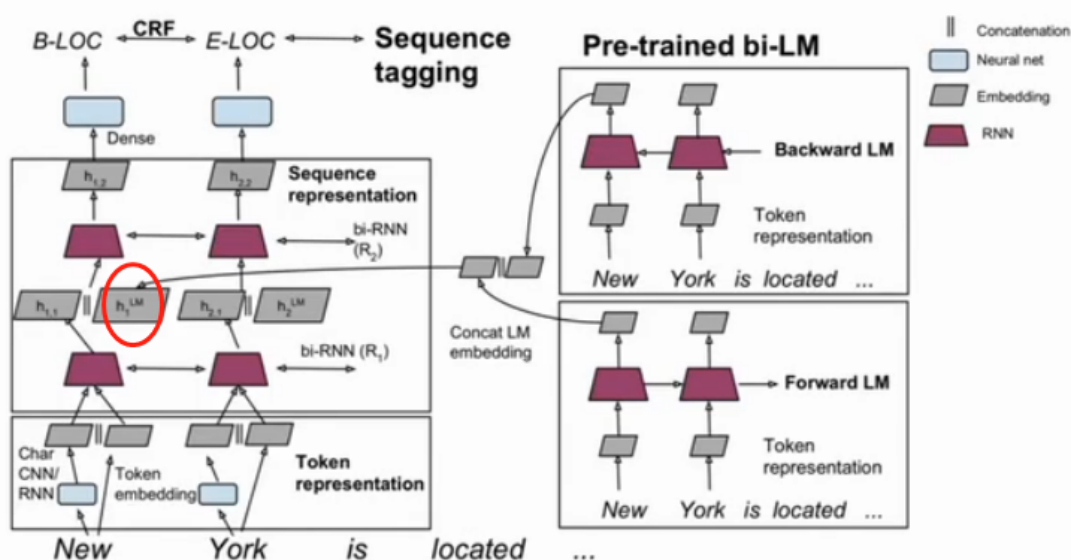 B-LOC CRF E-LOC Sequence
tagging
Dense
h1,2 h2,2 Sequence
representation
bi-RNN
(R2)
h1,1 || h1LM h2,1 || h2LM
bi-RNN (R1)
Char
CNN/
RNN
Token
embedding
Token
representation
New York is located ...
||
Concat LM
embedding
Pre-trained bi-LM
Backward LM
Token
representation
New York is located ...
Forward LM
Token
representation
New York is located ...
|| Concatenation
Neural net
Embedding
RNN